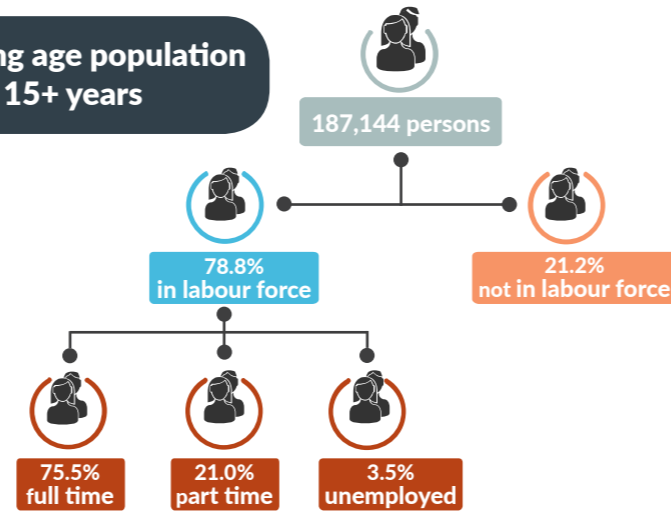 age population
15+ years
187,144 persons
78.8%
in labour force
21.2%
not in labour force
75.5%
full time
21.0%
part time
3.5%
unemployed